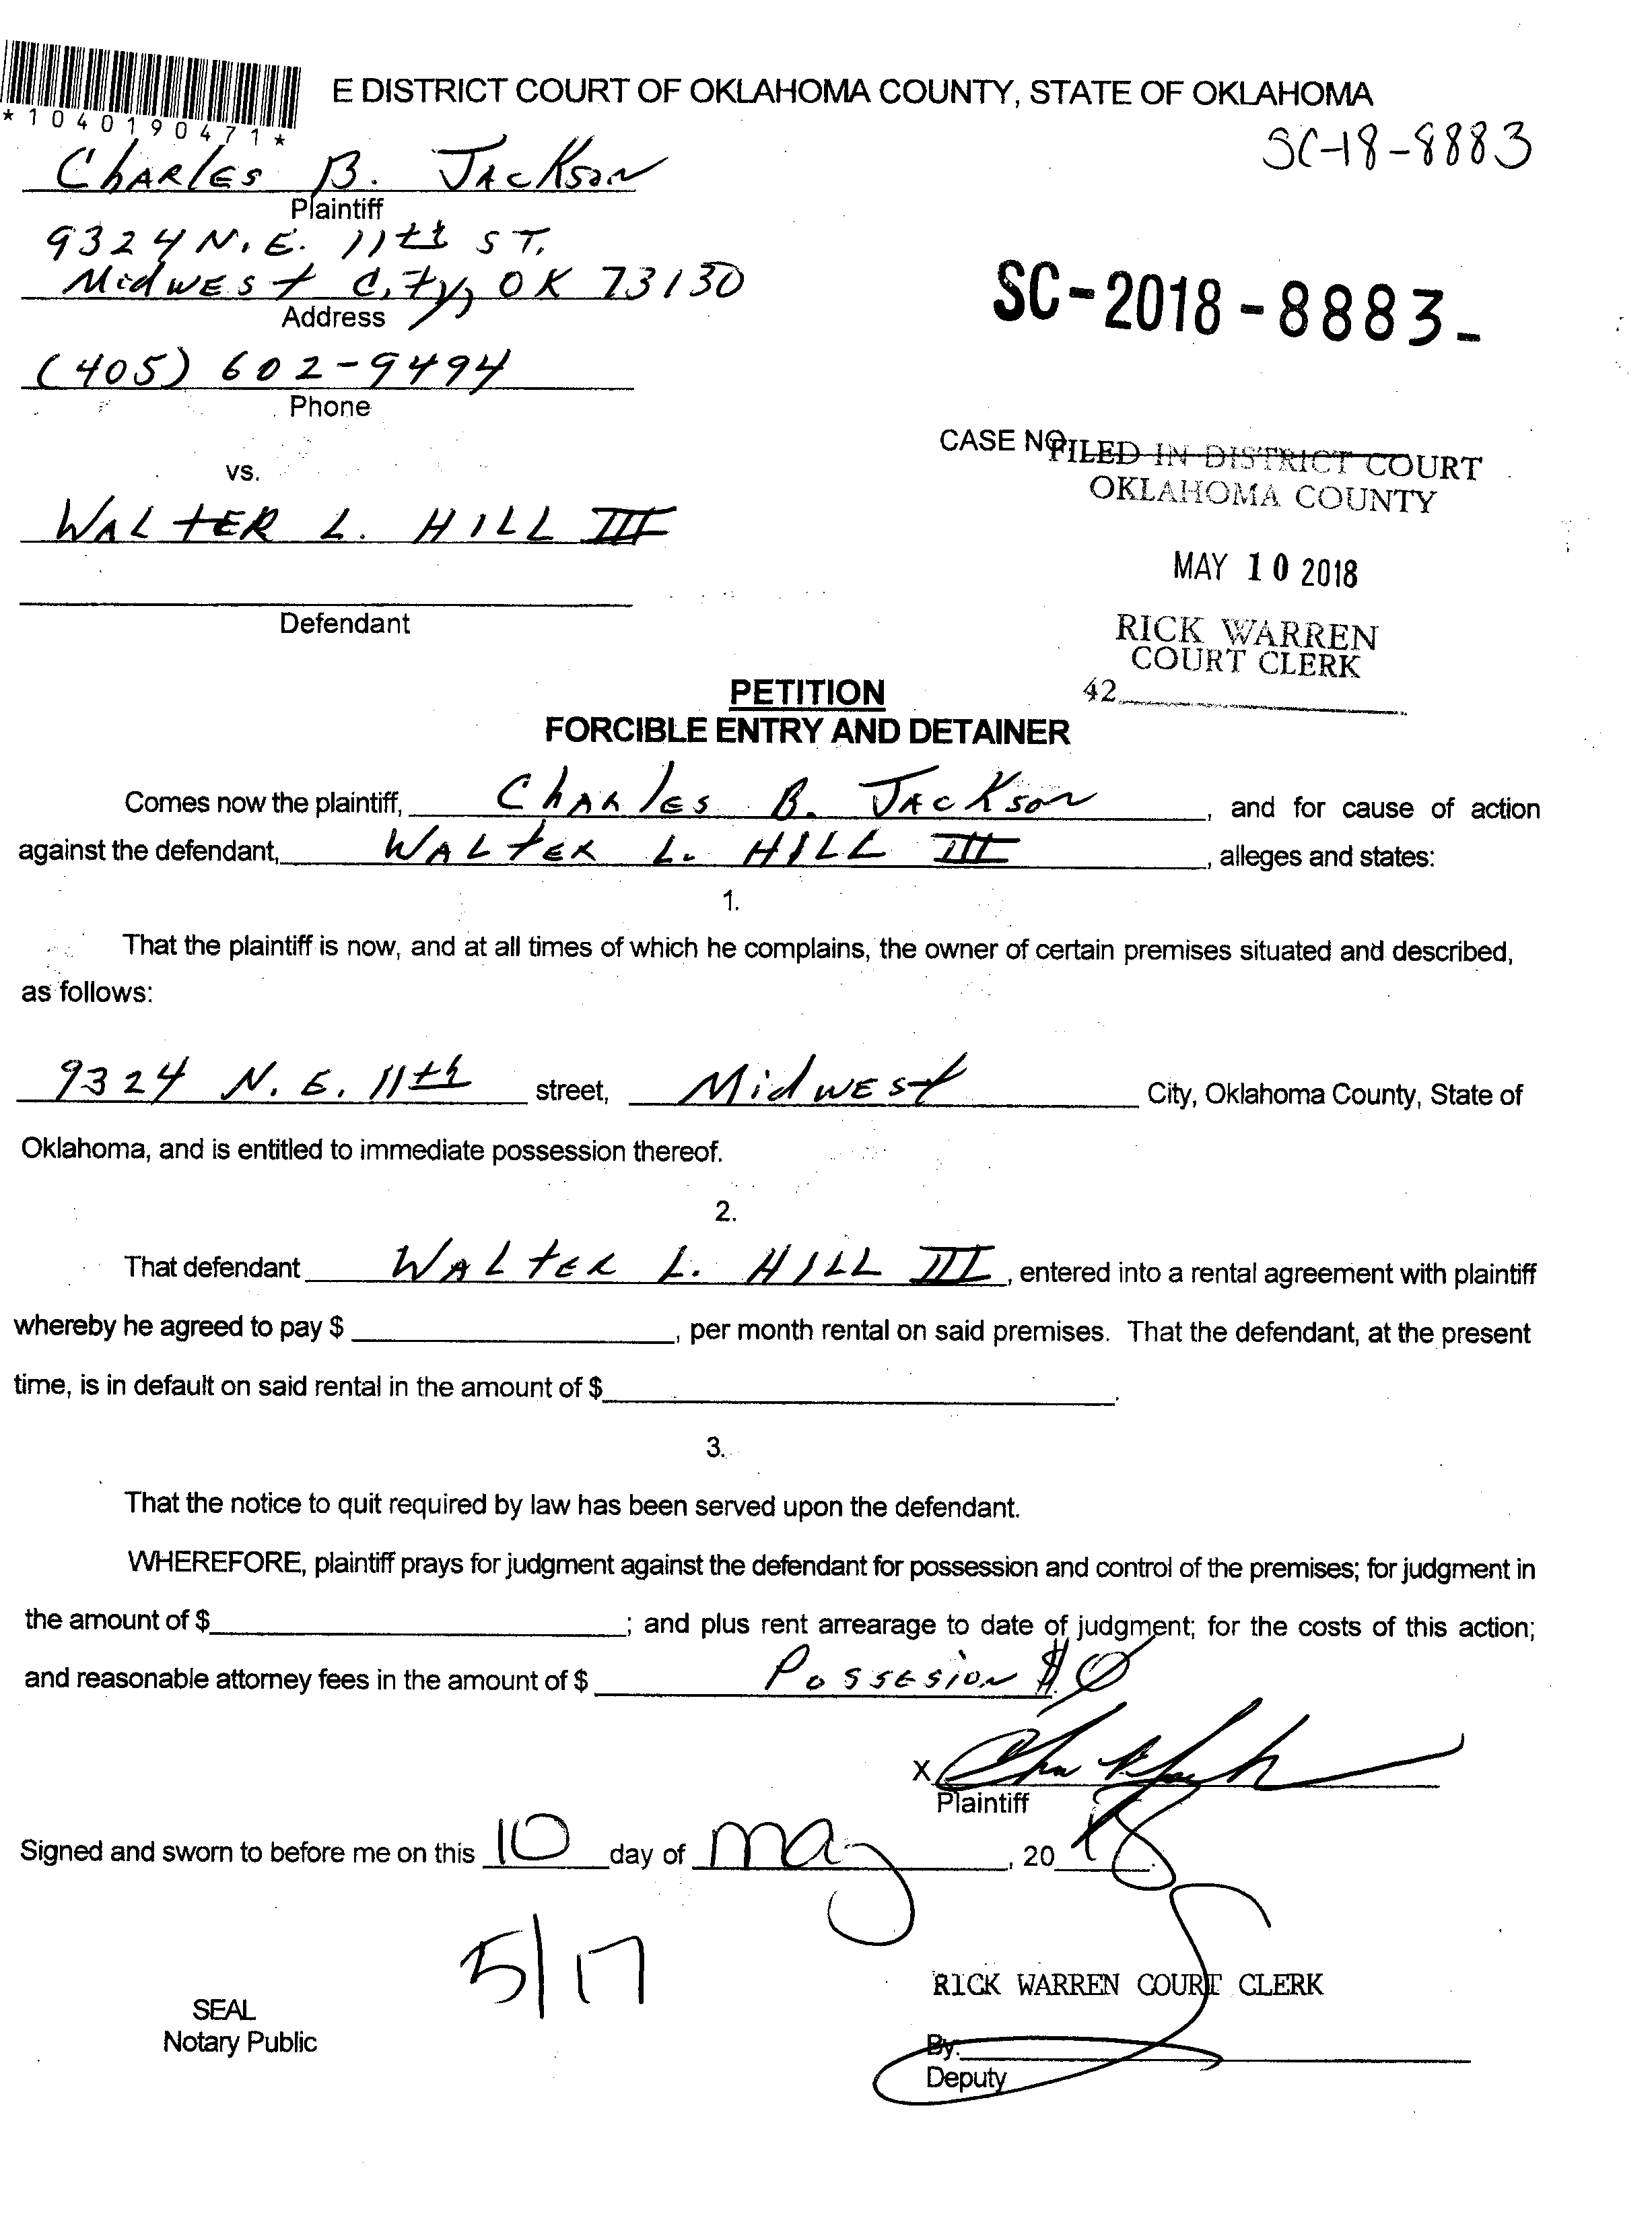 E DISTRICT COURT OF OKLAHOMA COUNTY, STATE OF OKLAHOMA
*1040190471*
SC-18-8883
Charles B. Jackson
Plaintiff
9324 N.E. 11th ST.
Midwest City, OK 73130
Address
SC-2018-8883-
(405) 602-9494
Phone
CASE NO. FILED IN DISTRICT COURT
OKLAHOMA COUNTY
vs.
WALTER L. HILL III
MAY 10 2018
Defendant
RICK WARREN
COURT CLERK
42
PETITION
FORCIBLE ENTRY AND DETAINER
Comes now the plaintiff, Charles B. Jackson, and for cause of action
against the defendant, WALTER L. HILL III, alleges and states:
1.
That the plaintiff is now, and at all times of which he complains, the owner of certain premises situated and described,
as follows:
9324 N.E. 11th street, Midwest City, Oklahoma County, State of
Oklahoma, and is entitled to immediate possession thereof.
2.
That defendant WALTER L. HILL III, entered into a rental agreement with plaintiff
whereby he agreed to pay $ , per month rental on said premises. That the defendant, at the present
time, is in default on said rental in the amount of $ .
3.
That the notice to quit required by law has been served upon the defendant.
WHEREFORE, plaintiff prays for judgment against the defendant for possession and control of the premises; for judgment in
the amount of $ ; and plus rent arrearage to date of judgment; for the costs of this action;
and reasonable attorney fees in the amount of $ Possesion $0
X
Plaintiff
Signed and sworn to before me on this 10 day of May, 2018.
5/17
RICK WARREN COURT CLERK
SEAL
Notary Public
By:
Deputy